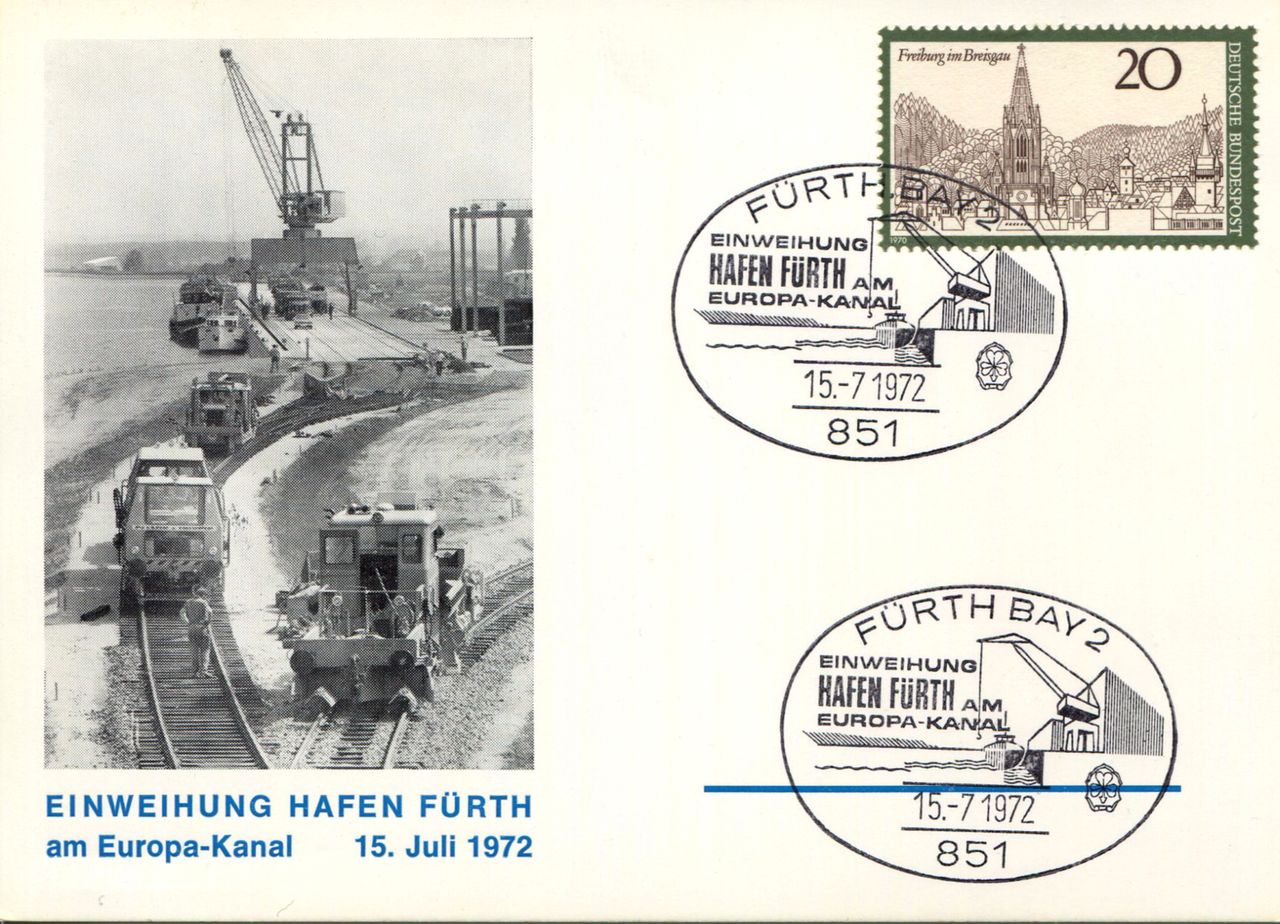 Freiburg im Breisgau
20
DEUTSCHE BUNDESPOST
1970
FÜRTH, BAY 2
EINWEIHUNG
HAFEN FÜRTH AM
EUROPA-KANAL
15.-7 1972
851
FÜRTH BAY 2
EINWEIHUNG
HAFEN FÜRTH AM
EUROPA-KANAL
15.-7 1972
851
EINWEIHUNG HAFEN FÜRTH
am Europa-Kanal 15. Juli 1972